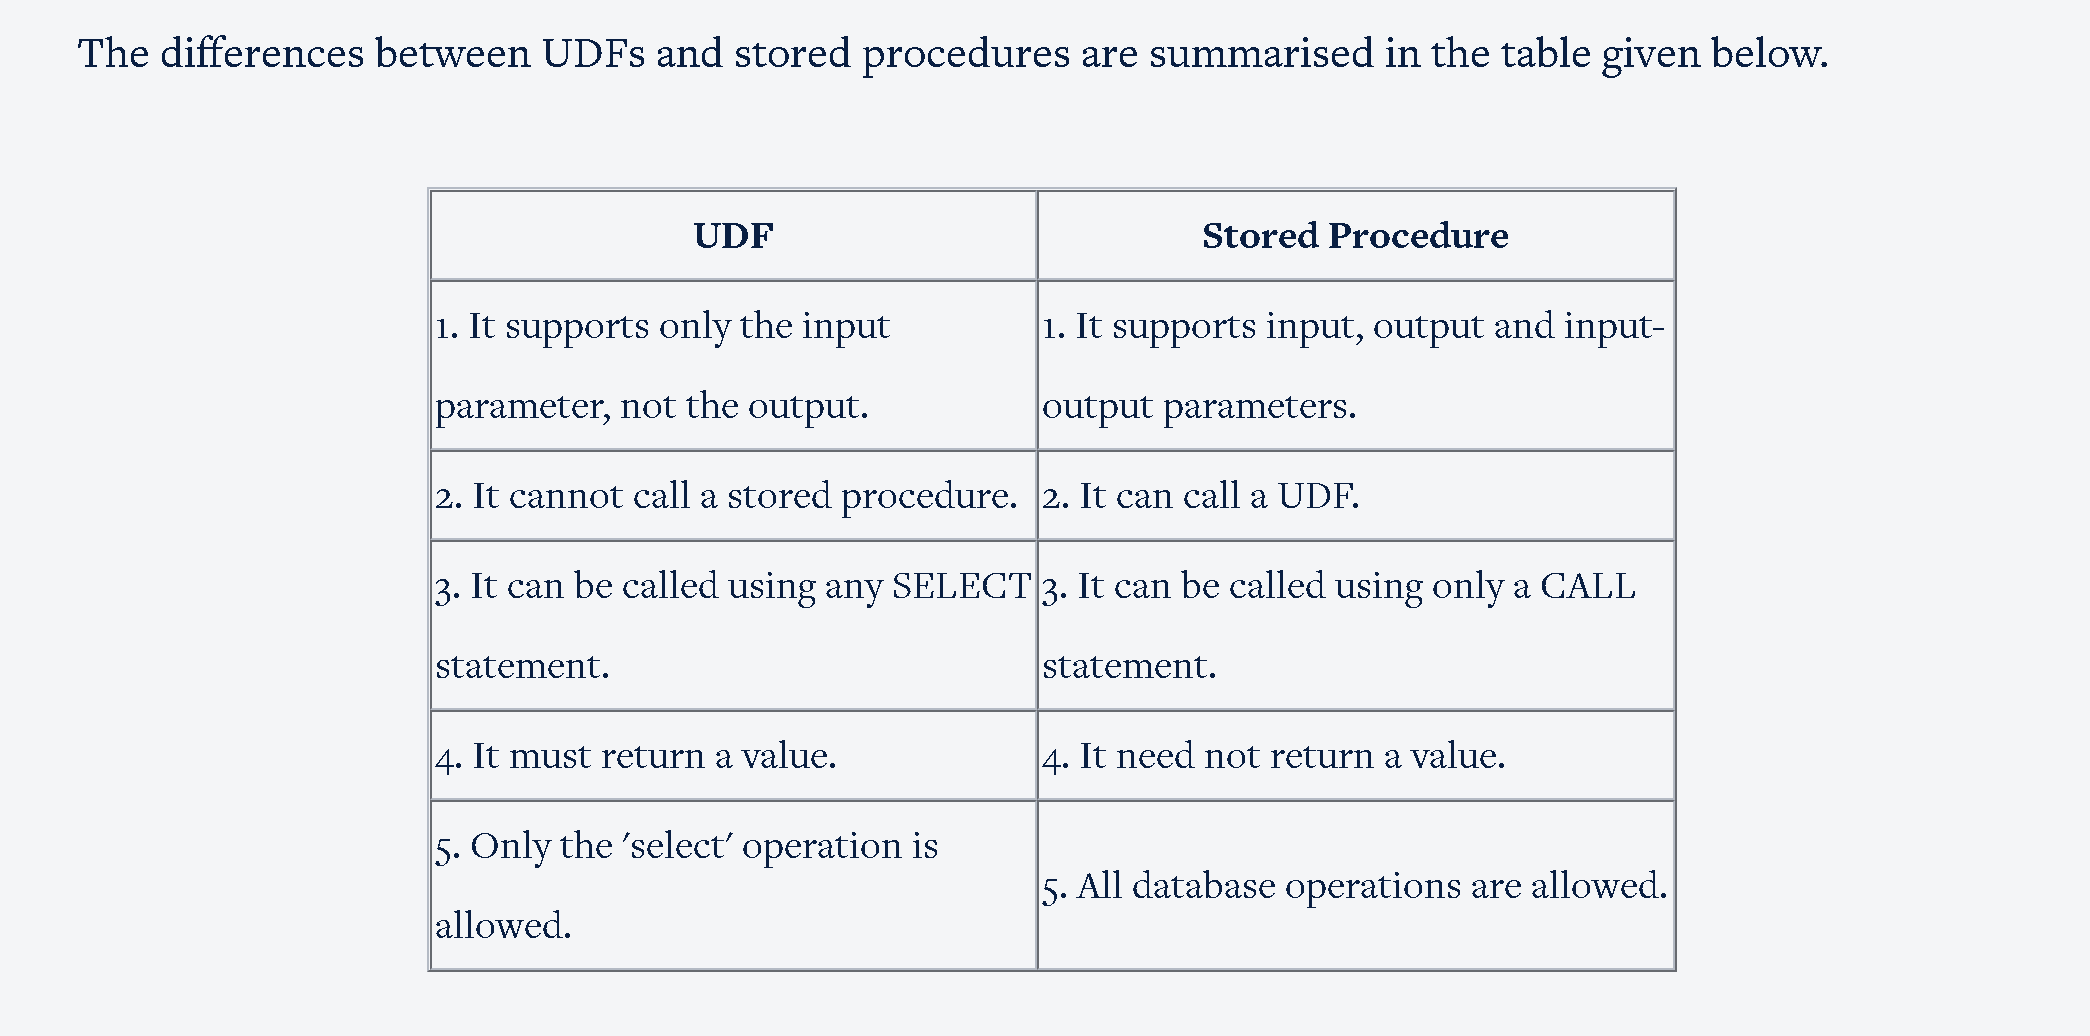 The differences between UDFs and stored procedures are summarised in the table given below.
UDF
Stored Procedure
1. It supports only the input
parameter, not the output.
1. It supports input, output and input-
output parameters.
2. It cannot call a stored procedure.
2. It can call a UDF.
3. It can be called using any SELECT
statement.
3. It can be called using only a CALL
statement.
4. It must return a value.
4. It need not return a value.
5. Only the 'select' operation is
allowed.
5. All database operations are allowed.